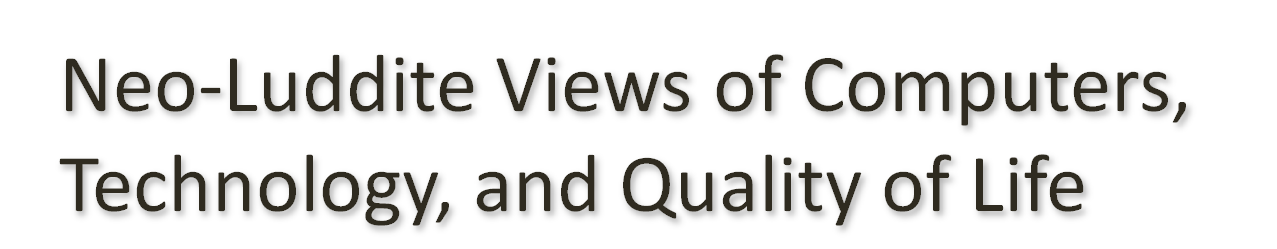 Neo-Luddite Views of Computers,
Technology, and Quality of Life